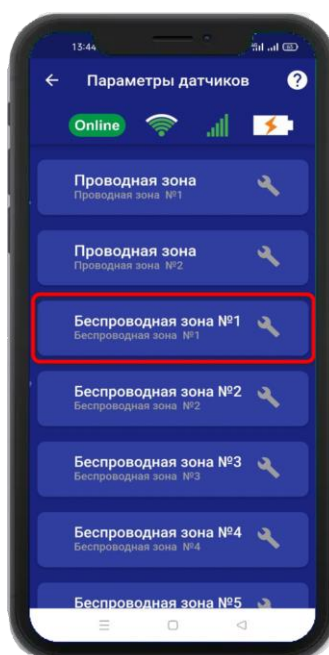 13:44
Параметры датчиков
?
Online
Проводная зона
Проводная зона №1
Проводная зона
Проводная зона №2
Беспроводная зона №1
Беспроводная зона №1
Беспроводная зона №2
Беспроводная зона №2
Беспроводная зона №3
Беспроводная зона №3
Беспроводная зона №4
Беспроводная зона №4
Беспроводная зона №5